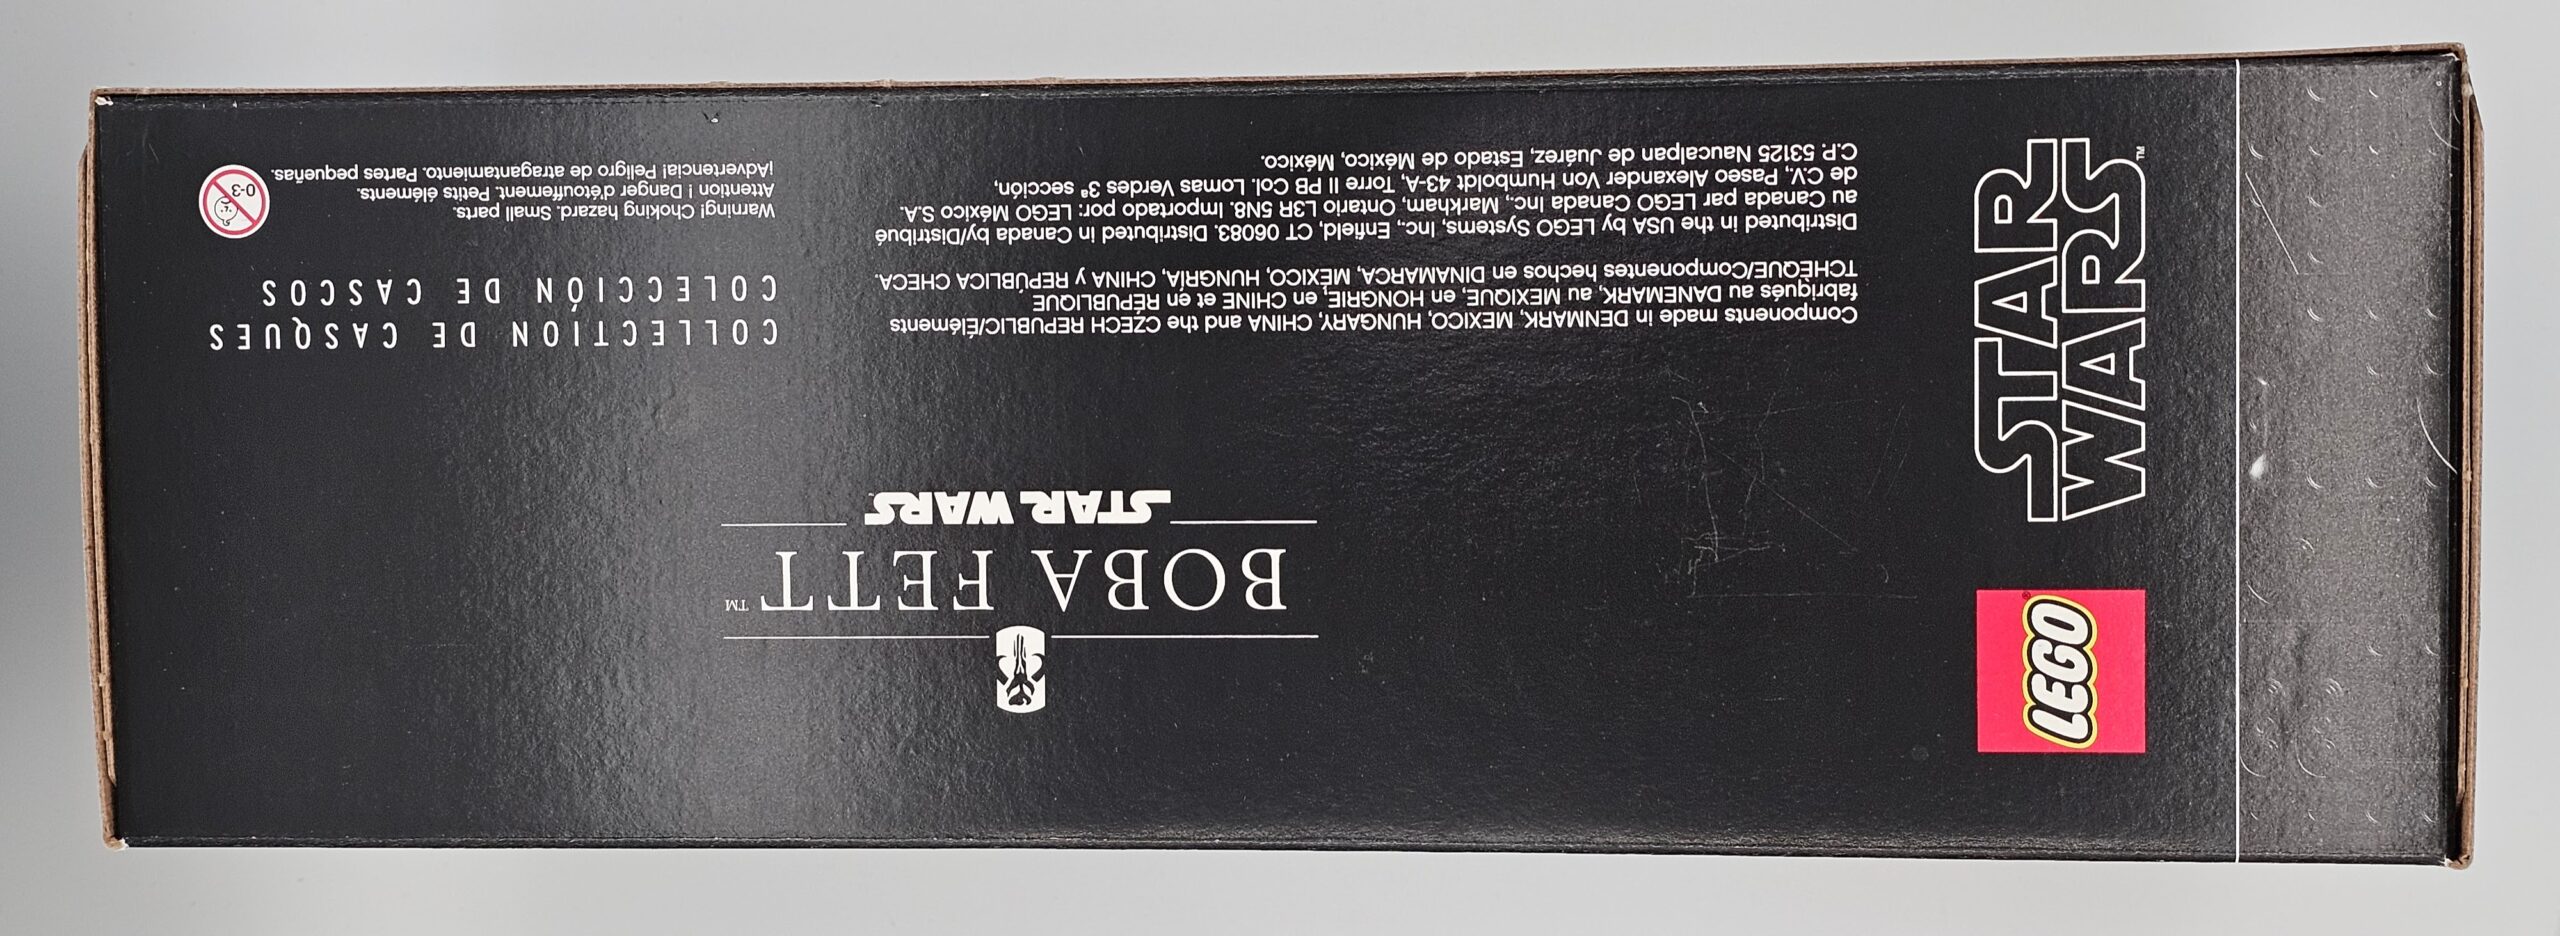 LEGO®
STAR
WARS™
BOBA FETT™
STAR WARS™
Components made in DENMARK, MEXICO, HUNGARY, CHINA and the CZECH REPUBLIC/Éléments
fabriqués au DANEMARK, au MEXIQUE, en HONGRIE, en CHINE et en RÉPUBLIQUE
TCHÈQUE/Componentes hechos en DINAMARCA, MÉXICO, HUNGRÍA, CHINA y REPÚBLICA CHECA.
Distributed in the USA by LEGO Systems, Inc., Enfield, CT 06083. Distributed in Canada by/Distribué
au Canada par LEGO Canada Inc., Markham, Ontario L3R 5N8. Importado por: LEGO México S.A.
de C.V., Paseo Alexander Von Humboldt 43-A, Torre II PB Col. Lomas Verdes 3ª sección,
C.P. 53125 Naucalpan de Juárez, Estado de México, México.
COLLECTION DE CASQUES
COLECCIÓN DE CASCOS
Warning! Choking hazard. Small parts.
Attention ! Danger d'étouffement. Petits éléments.
¡Advertencia! Peligro de atragantamiento. Partes pequeñas.
0-3